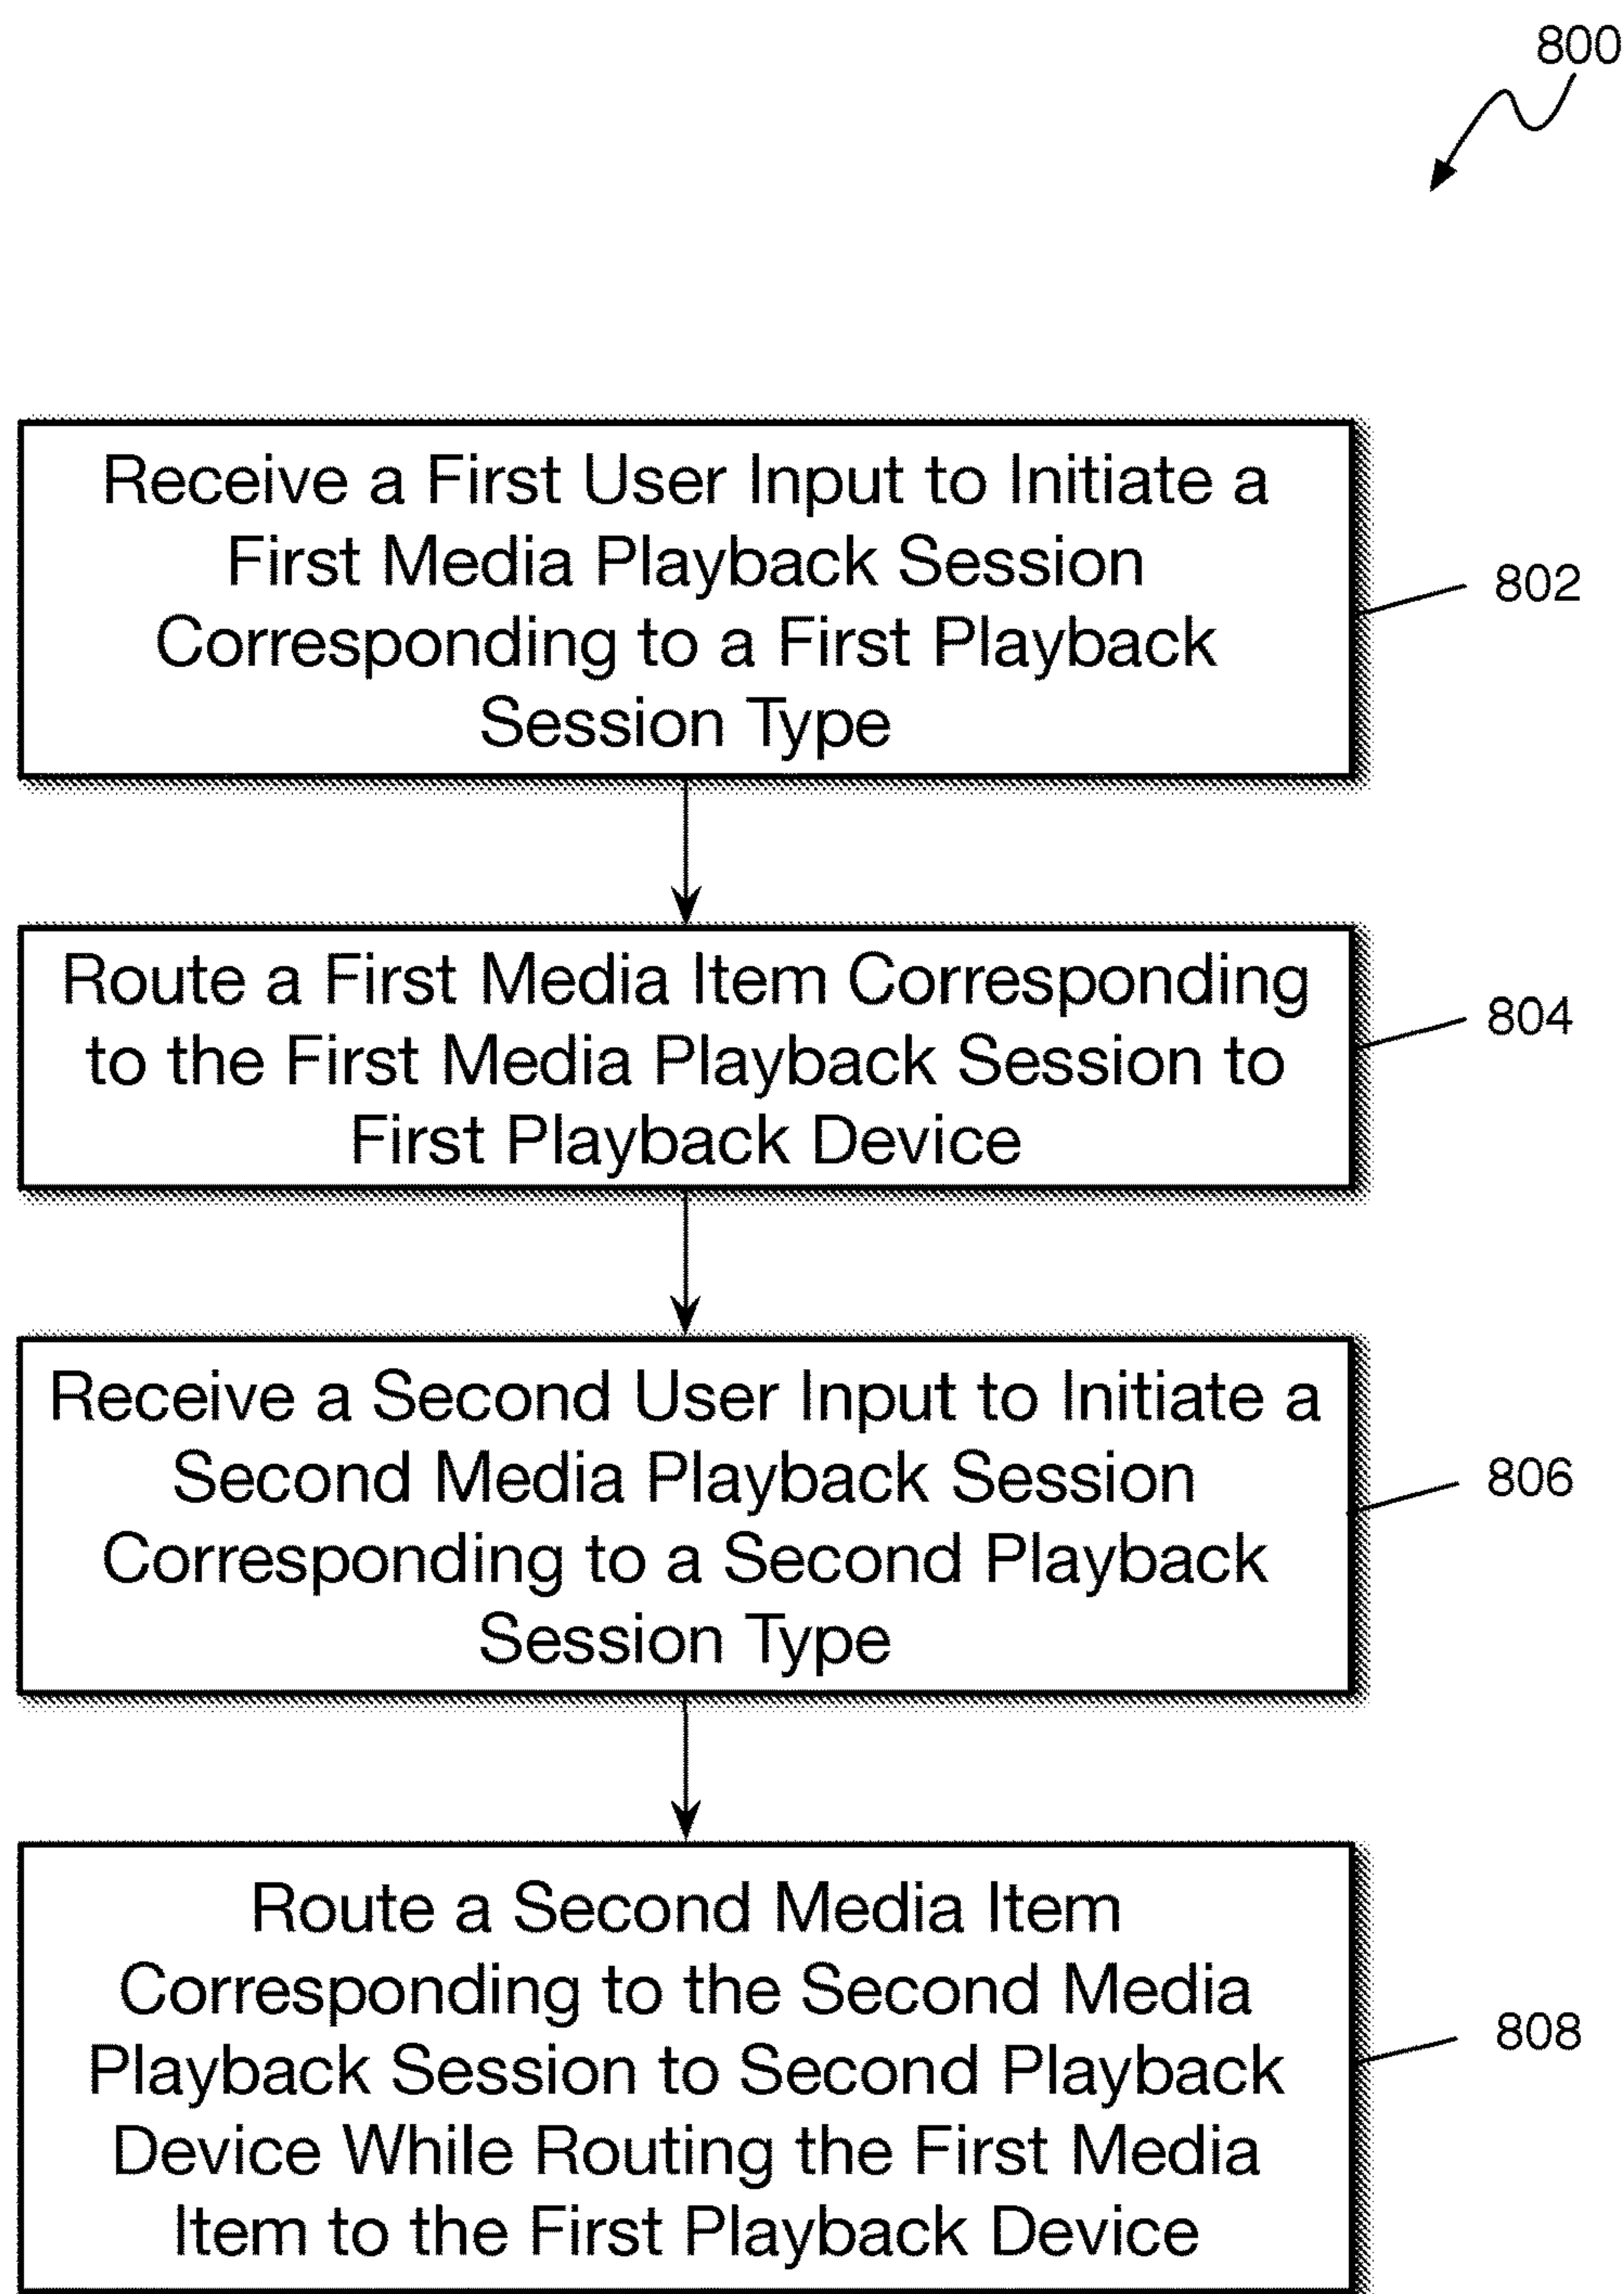 800
Receive a First User Input to Initiate a
First Media Playback Session
Corresponding to a First Playback
Session Type
802
Route a First Media Item Corresponding
to the First Media Playback Session to
First Playback Device
804
Receive a Second User Input to Initiate a
Second Media Playback Session
Corresponding to a Second Playback
Session Type
806
Route a Second Media Item
Corresponding to the Second Media
Playback Session to Second Playback
Device While Routing the First Media
Item to the First Playback Device
808